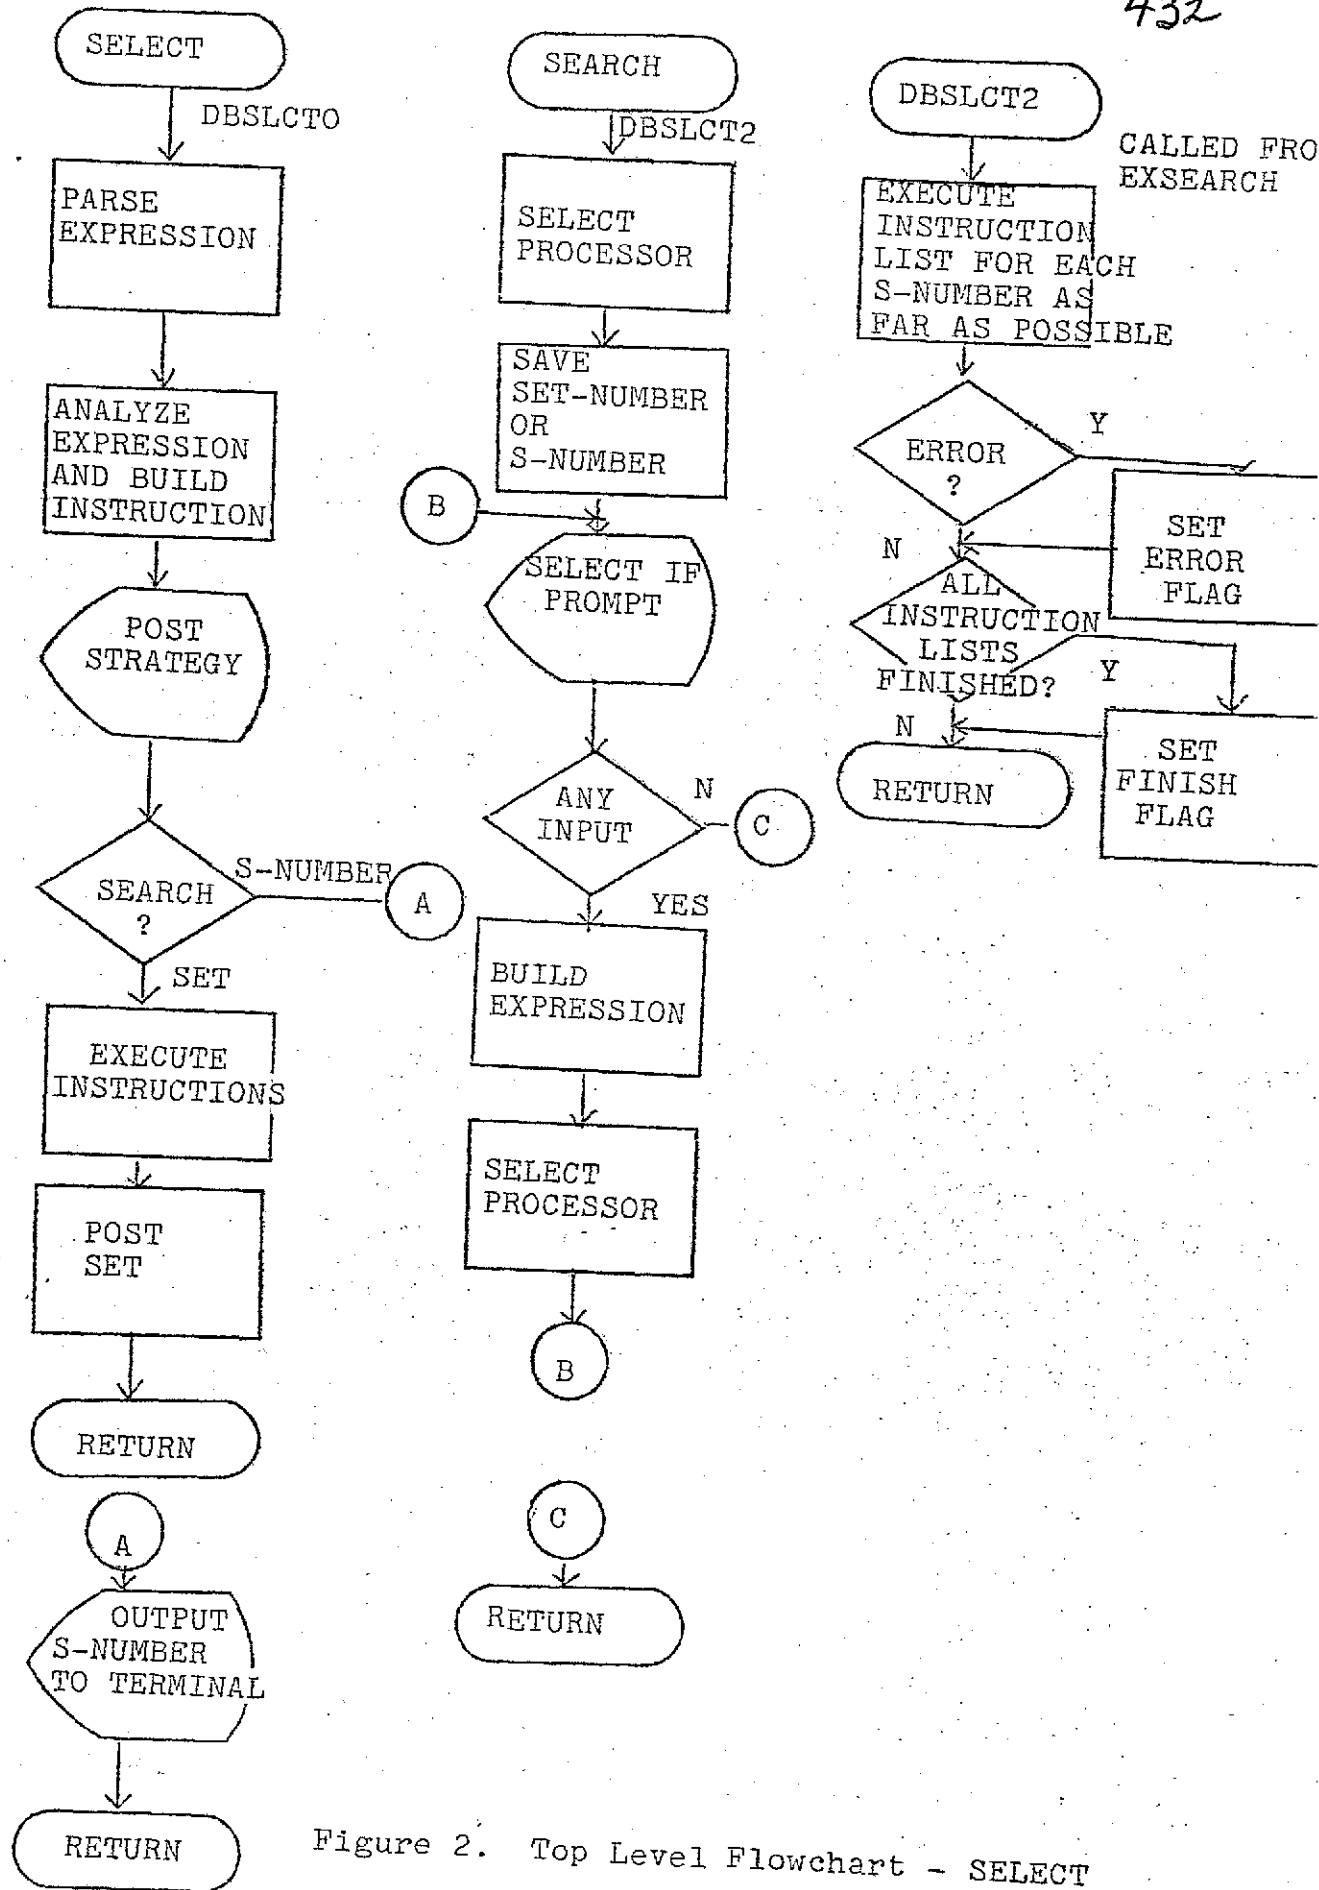 432
SELECT
DBSLCTO
PARSE
EXPRESSION
ANALYZE
EXPRESSION
AND BUILD
INSTRUCTION
POST
STRATEGY
SEARCH
?
S-NUMBER
A
SET
EXECUTE
INSTRUCTIONS
POST
SET
RETURN
A
OUTPUT
S-NUMBER
TO TERMINAL
RETURN
SEARCH
DBSLCT2
SELECT
PROCESSOR
SAVE
SET-NUMBER
OR
S-NUMBER
B
SELECT IF
PROMPT
ANY
INPUT
N
C
YES
BUILD
EXPRESSION
SELECT
PROCESSOR
B
C
RETURN
DBSLCT2
CALLED FRO
EXSEARCH
EXECUTE
INSTRUCTION
LIST FOR EACH
S-NUMBER AS
FAR AS POSSIBLE
ERROR
?
Y
N
SET
ERROR
FLAG
ALL
INSTRUCTION
LISTS
FINISHED?
Y
N
SET
FINISH
FLAG
RETURN
Figure 2. Top Level Flowchart - SELECT